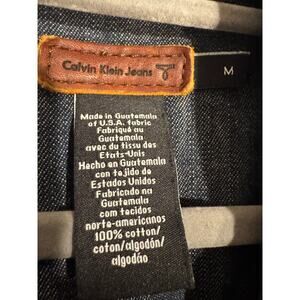 Calvin Klein Jeans
M
Made in Guatemala
of U.S.A. fabric
Fabriqué au
Guatemala
avec du tissu des
États-Unis
Hecho en Guatemala
con tejido de
Estados Unidos
Fabricado na
Guatemala
com tecidos
norte-americanos
100% cotton/
coton/algodón/
algodão